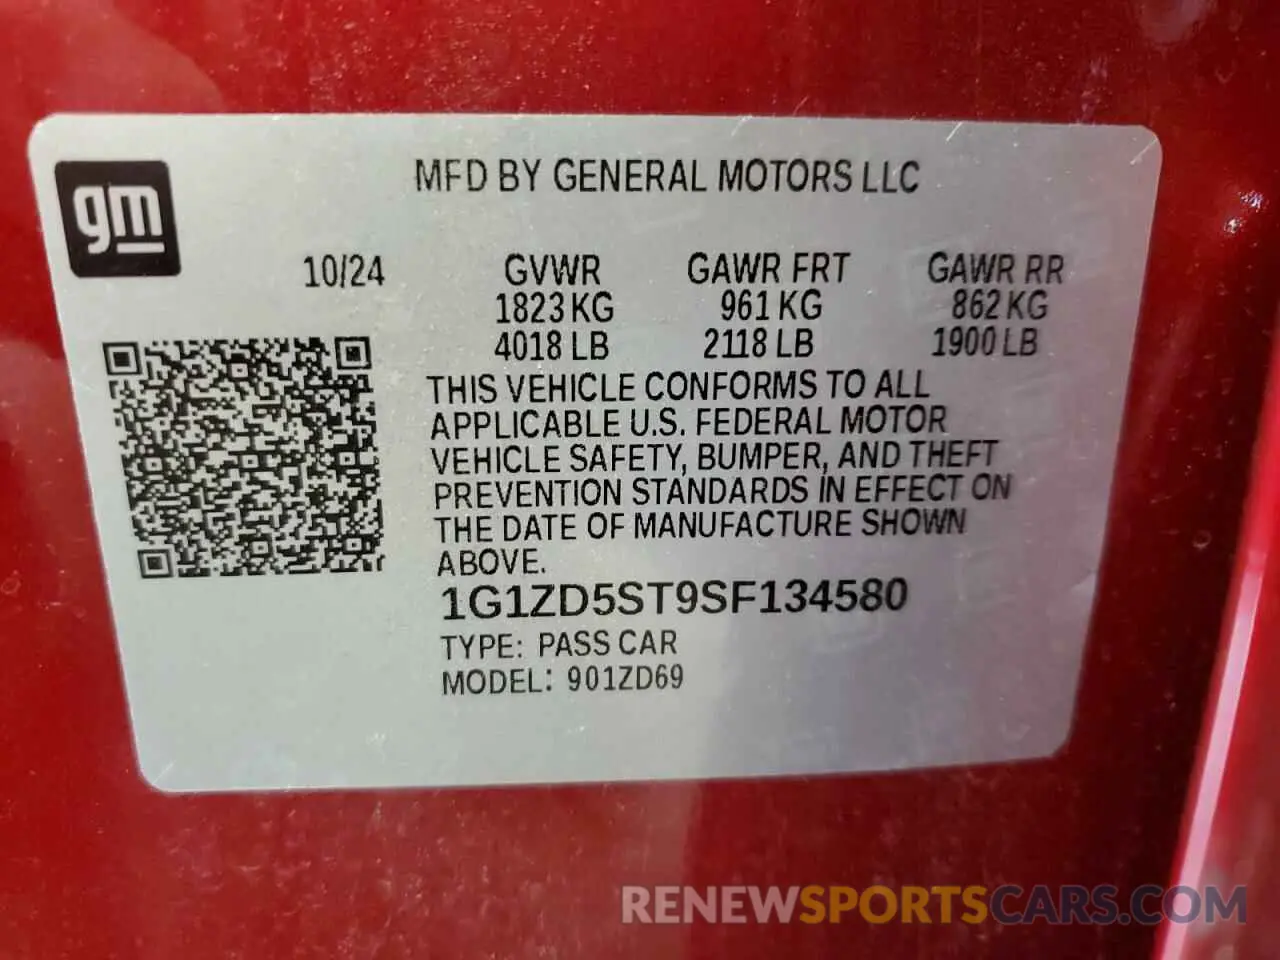 gm
MFD BY GENERAL MOTORS LLC
10/24 GVWR GAWR FRT GAWR RR
1823 KG 961 KG 862 KG
4018 LB 2118 LB 1900 LB
THIS VEHICLE CONFORMS TO ALL
APPLICABLE U.S. FEDERAL MOTOR
VEHICLE SAFETY, BUMPER, AND THEFT
PREVENTION STANDARDS IN EFFECT ON
THE DATE OF MANUFACTURE SHOWN
ABOVE.
1G1ZD5ST9SF134580
TYPE: PASS CAR
MODEL: 901ZD69
RENEWSPORTSCARS.COM